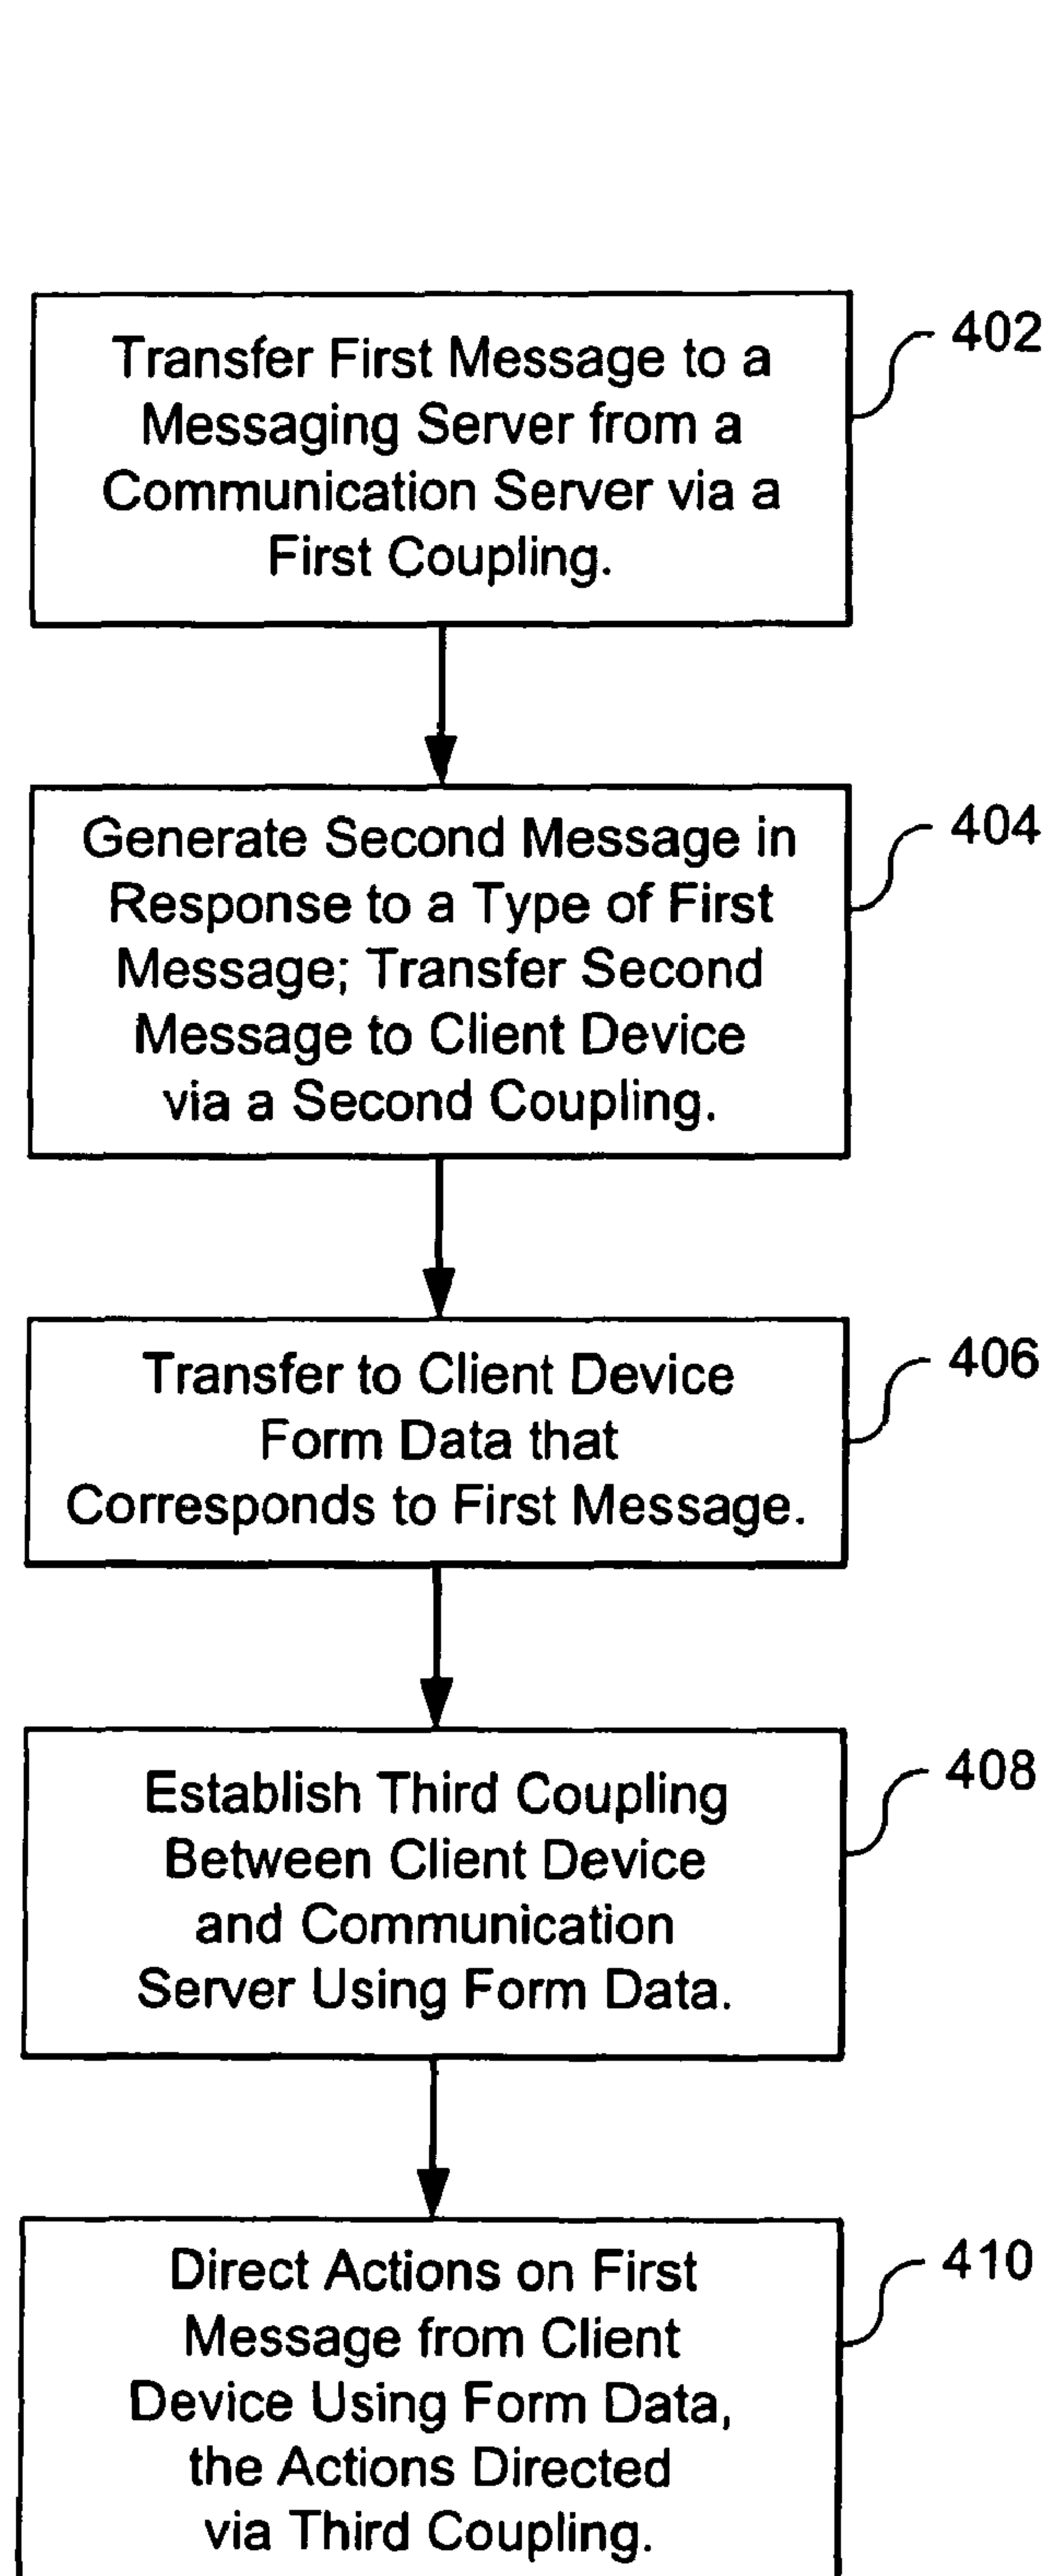 Transfer First Message to a
Messaging Server from a
Communication Server via a
First Coupling.
402
Generate Second Message in
Response to a Type of First
Message; Transfer Second
Message to Client Device
via a Second Coupling.
404
Transfer to Client Device
Form Data that
Corresponds to First Message.
406
Establish Third Coupling
Between Client Device
and Communication
Server Using Form Data.
408
Direct Actions on First
Message from Client
Device Using Form Data,
the Actions Directed
via Third Coupling.
410